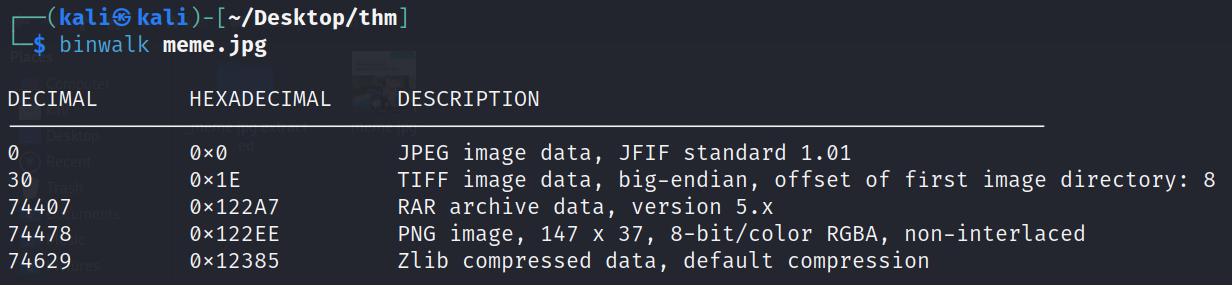 ┌──(kali㉿kali)-[~/Desktop/thm]
└─$ binwalk meme.jpg
DECIMAL HEXADECIMAL DESCRIPTION
0 0×0 JPEG image data, JFIF standard 1.01
30 0×1E TIFF image data, big-endian, offset of first image directory: 8
74407 0×122A7 RAR archive data, version 5.x
74478 0×122EE PNG image, 147 x 37, 8-bit/color RGBA, non-interlaced
74629 0×12385 Zlib compressed data, default compression